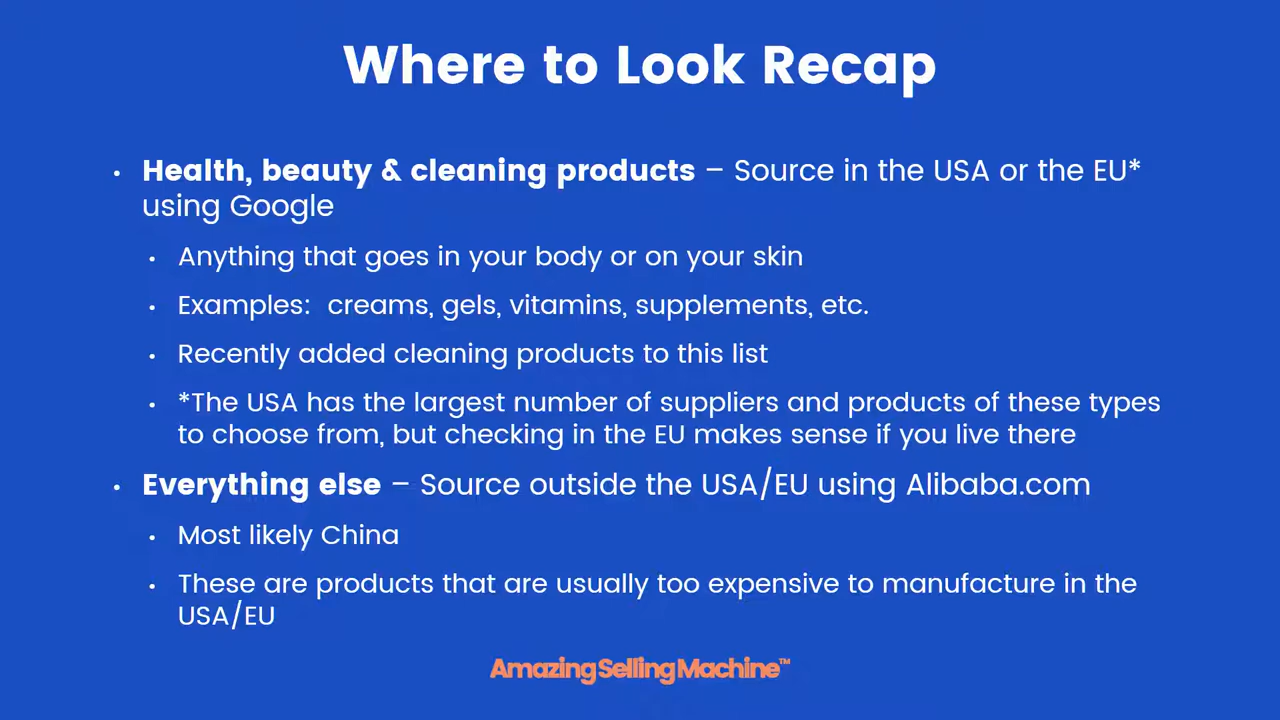 Where to Look Recap
• Health, beauty & cleaning products – Source in the USA or the EU*
using Google
• Anything that goes in your body or on your skin
• Examples:  creams, gels, vitamins, supplements, etc.
• Recently added cleaning products to this list
• *The USA has the largest number of suppliers and products of these types
to choose from, but checking in the EU makes sense if you live there
• Everything else – Source outside the USA/EU using Alibaba.com
• Most likely China
• These are products that are usually too expensive to manufacture in the
USA/EU
AmazingSellingMachine™